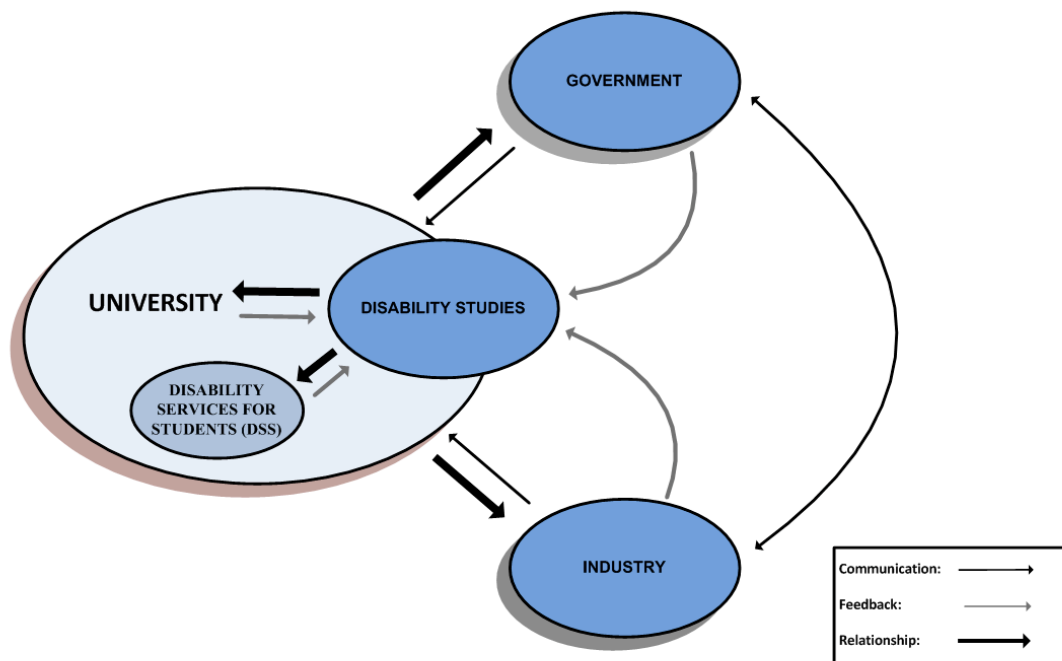 GOVERNMENT
UNIVERSITY
DISABILITY STUDIES
DISABILITY
SERVICES FOR
STUDENTS (DSS)
INDUSTRY
Communication:
Feedback:
Relationship: